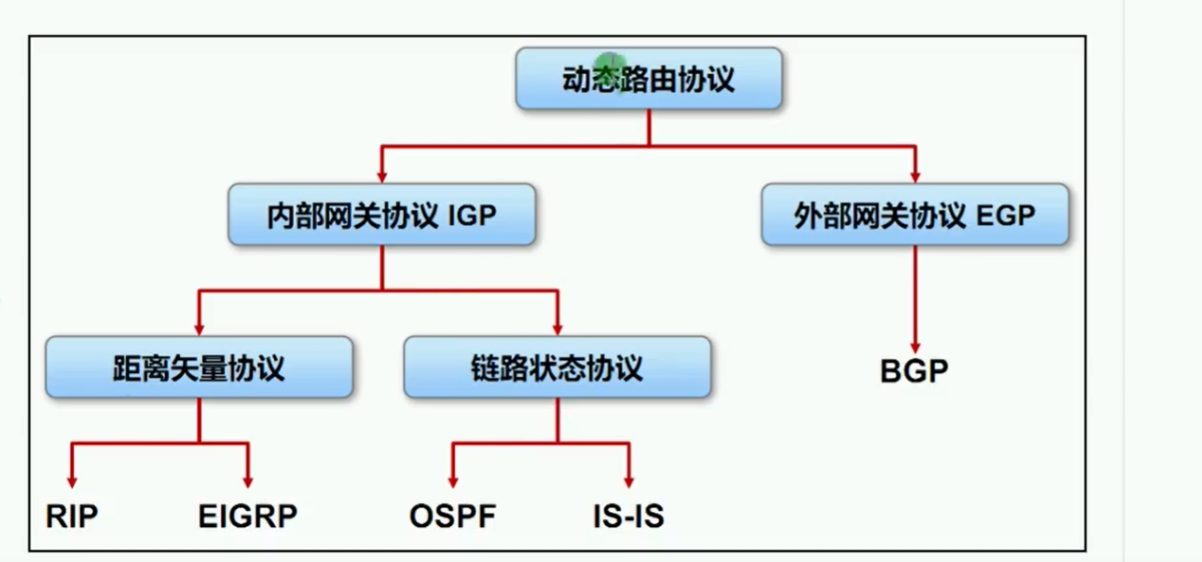 动态路由协议
内部网关协议 IGP
外部网关协议 EGP
距离矢量协议
链路状态协议
BGP
RIP
EIGRP
OSPF
IS-IS